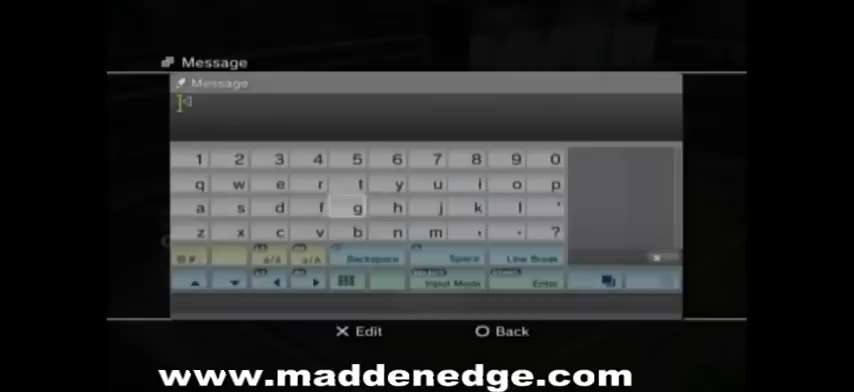 Message
Message
1 2 3 4 5 6 7 8 9 0
q w e r t y u i o p
a s d f g h j k l '
z x c v b n m , . ?
@# a/A a/A Backspace Space Line Break
Input Mode Enter
X Edit O Back
www.maddenedge.com